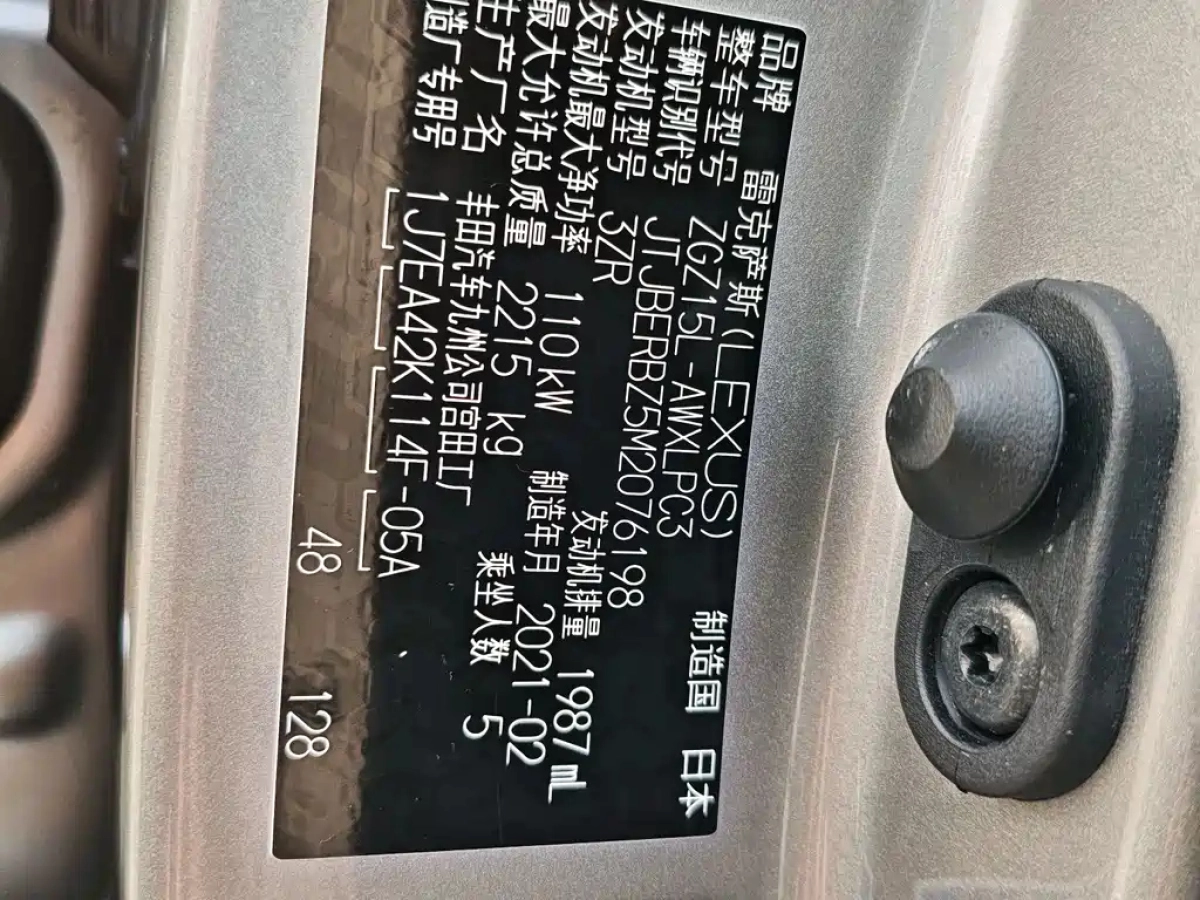 品牌 雷克萨斯(LEXUS) 制造国 日本
整车型号 ZGZ15L-AWXLPC3
车辆识别代号 JTJBERBZ5M2076198
发动机型号 3ZR 发动机排量 1987 mL
发动机最大净功率 110 kW 制造年月 2021-02
最大允许总质量 2215 kg 乘坐人数 5
生产厂名 丰田汽车九州公司宫田工厂
造厂专用号 1J7EA42K114F-05A
48 128